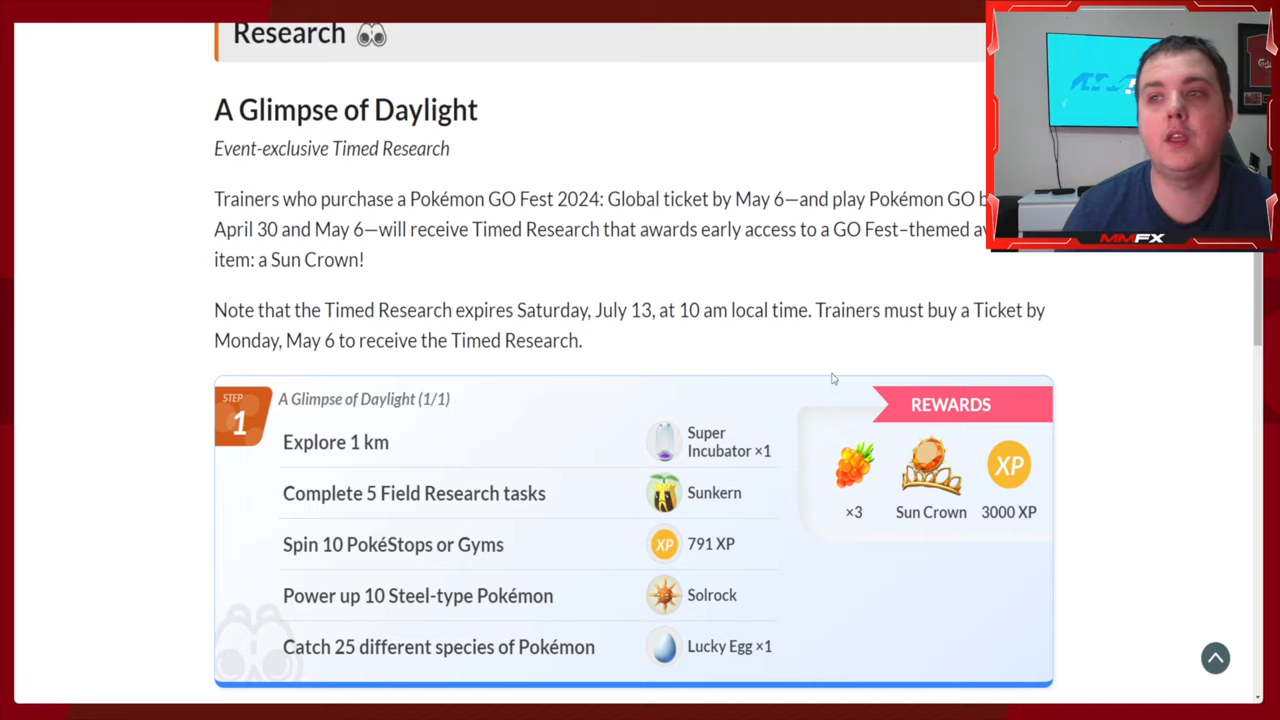 Research
A Glimpse of Daylight
Event-exclusive Timed Research
Trainers who purchase a Pokémon GO Fest 2024: Global ticket by May 6—and play Pokémon GO
April 30 and May 6—will receive Timed Research that awards early access to a GO Fest–themed
item: a Sun Crown!
Note that the Timed Research expires Saturday, July 13, at 10 am local time. Trainers must buy a Ticket by
Monday, May 6 to receive the Timed Research.
STEP
1
A Glimpse of Daylight (1/1)
Explore 1 km
Super
Incubator ×1
Complete 5 Field Research tasks
Sunkern
Spin 10 PokéStops or Gyms
XP
791 XP
Power up 10 Steel-type Pokémon
Solrock
Catch 25 different species of Pokémon
Lucky Egg ×1
REWARDS
XP
×3
Sun Crown
3000 XP
MMFX